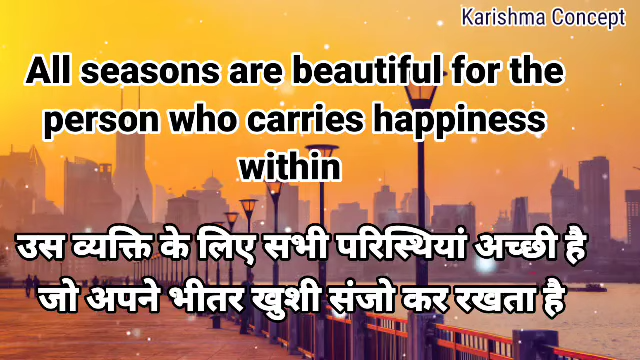 Karishma Concept
All seasons are beautiful for the
person who carries happiness
within
उस व्यक्ति के लिए सभी परिस्थियां अच्छी है
जो अपने भीतर खुशी संजो कर रखता है